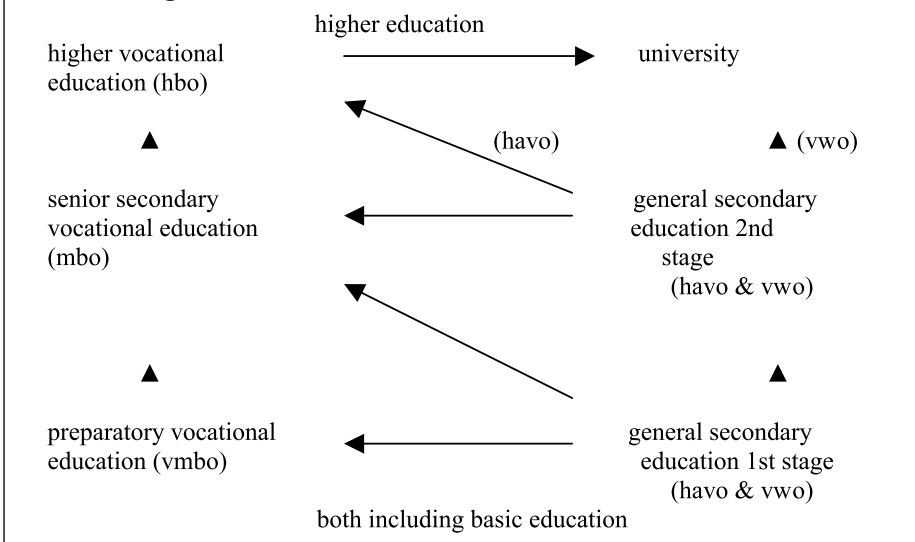 higher education
higher vocational
education (hbo)
university
(havo)
(vwo)
senior secondary
vocational education
(mbo)
general secondary
education 2nd
stage
(havo & vwo)
preparatory vocational
education (vmbo)
general secondary
education 1st stage
(havo & vwo)
both including basic education